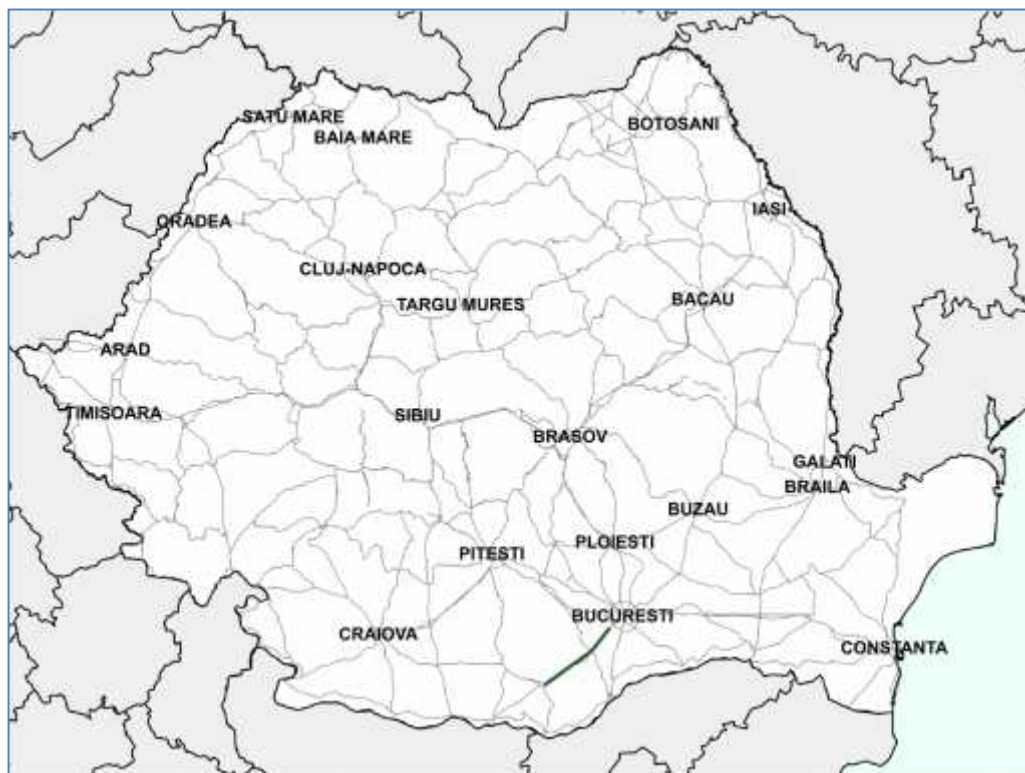 SATU MARE
BOTOSANI
BAIA MARE
IASI
ORADEA
CLUJ-NAPOCA
BACAU
TARGU MURES
ARAD
TIMISOARA
SIBIU
BRASOV
GALATI
BRAILA
BUZAU
PLOIESTI
PITESTI
BUCURESTI
CRAIOVA
CONSTANTA